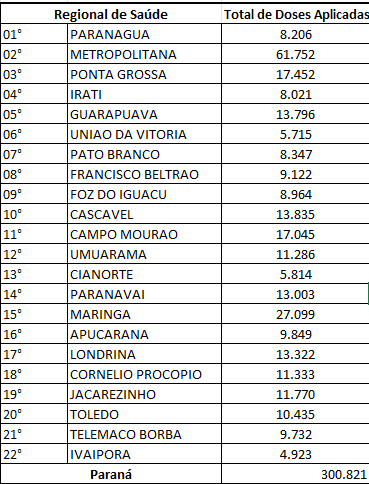 Regional de Saúde Total de Doses Aplicadas
01° PARANAGUA 8.206
02° METROPOLITANA 61.752
03° PONTA GROSSA 17.452
04° IRATI 8.021
05° GUARAPUAVA 13.796
06° UNIAO DA VITORIA 5.715
07° PATO BRANCO 8.347
08° FRANCISCO BELTRAO 9.122
09° FOZ DO IGUACU 8.964
10° CASCAVEL 13.835
11° CAMPO MOURAO 17.045
12° UMUARAMA 11.286
13° CIANORTE 5.814
14° PARANAVAI 13.003
15° MARINGA 27.099
16° APUCARANA 9.849
17° LONDRINA 13.322
18° CORNELIO PROCOPIO 11.333
19° JACAREZINHO 11.770
20° TOLEDO 10.435
21° TELEMACO BORBA 9.732
22° IVAIPORA 4.923
Paraná 300.821